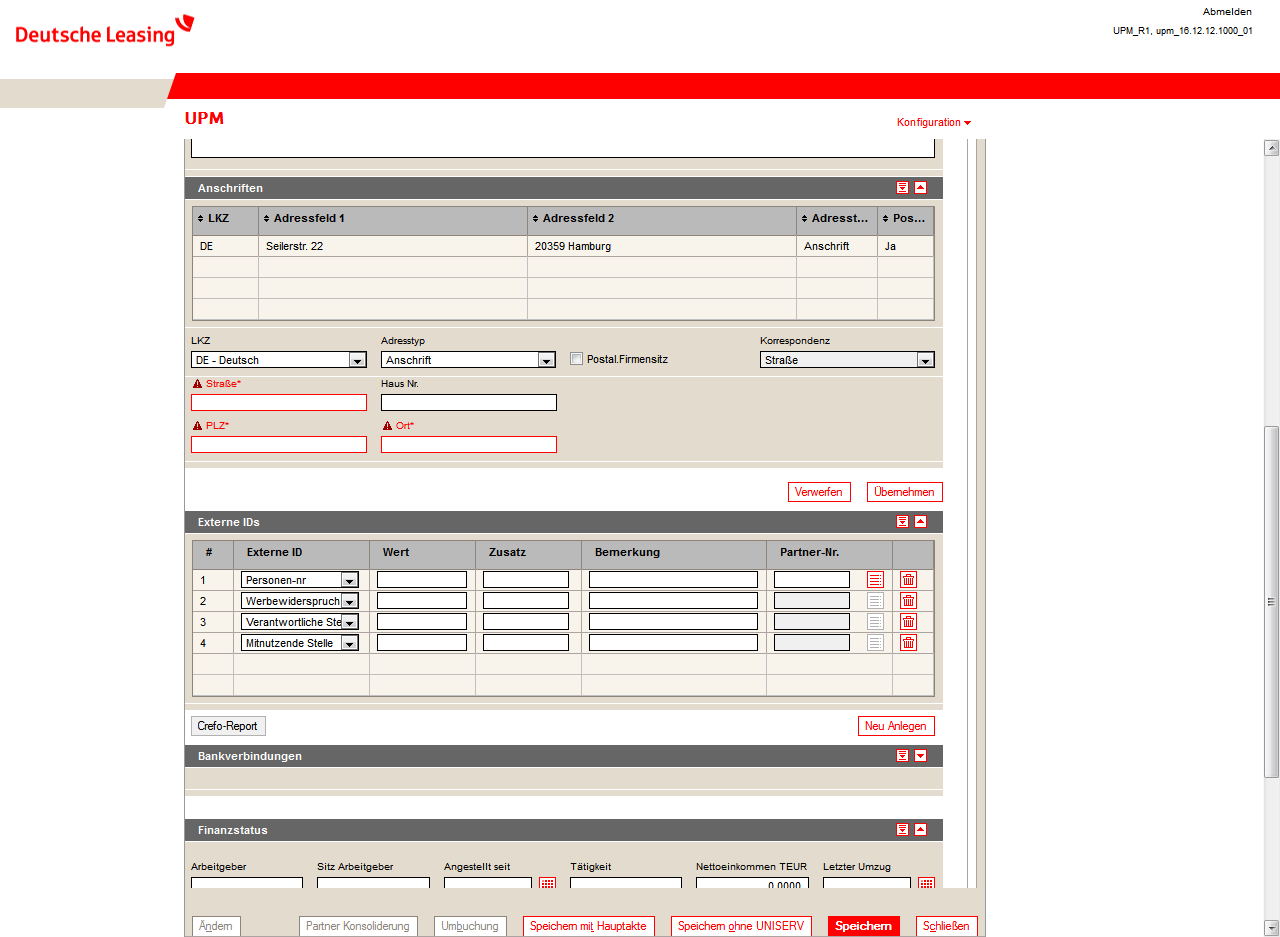 Deutsche Leasing
Abmelden
UPM_R1, upm_16.12.12.1000_01
UPM
Konfiguration
Anschriften
LKZ Adressfeld 1 Adressfeld 2 Adresst... Pos...
DE Seilerstr. 22 20359 Hamburg Anschrift Ja
LKZ Adresstyp Korrespondenz
DE - Deutsch Anschrift Postal.Firmensitz Straße
Straße* Haus Nr.
PLZ* Ort*
Verwerfen Übernehmen
Externe IDs
# Externe ID Wert Zusatz Bemerkung Partner-Nr.
1 Personen-nr
2 Werbewiderspruch
3 Verantwortliche Ste
4 Mitnutzende Stelle
Crefo-Report Neu Anlegen
Bankverbindungen
Finanzstatus
Arbeitgeber Sitz Arbeitgeber Angestellt seit Tätigkeit Nettoeinkommen TEUR Letzter Umzug
0,0000
Ändern Partner Konsolidierung Umbuchung Speichern mit Hauptakte Speichern ohne UNISERV Speichern Schließen